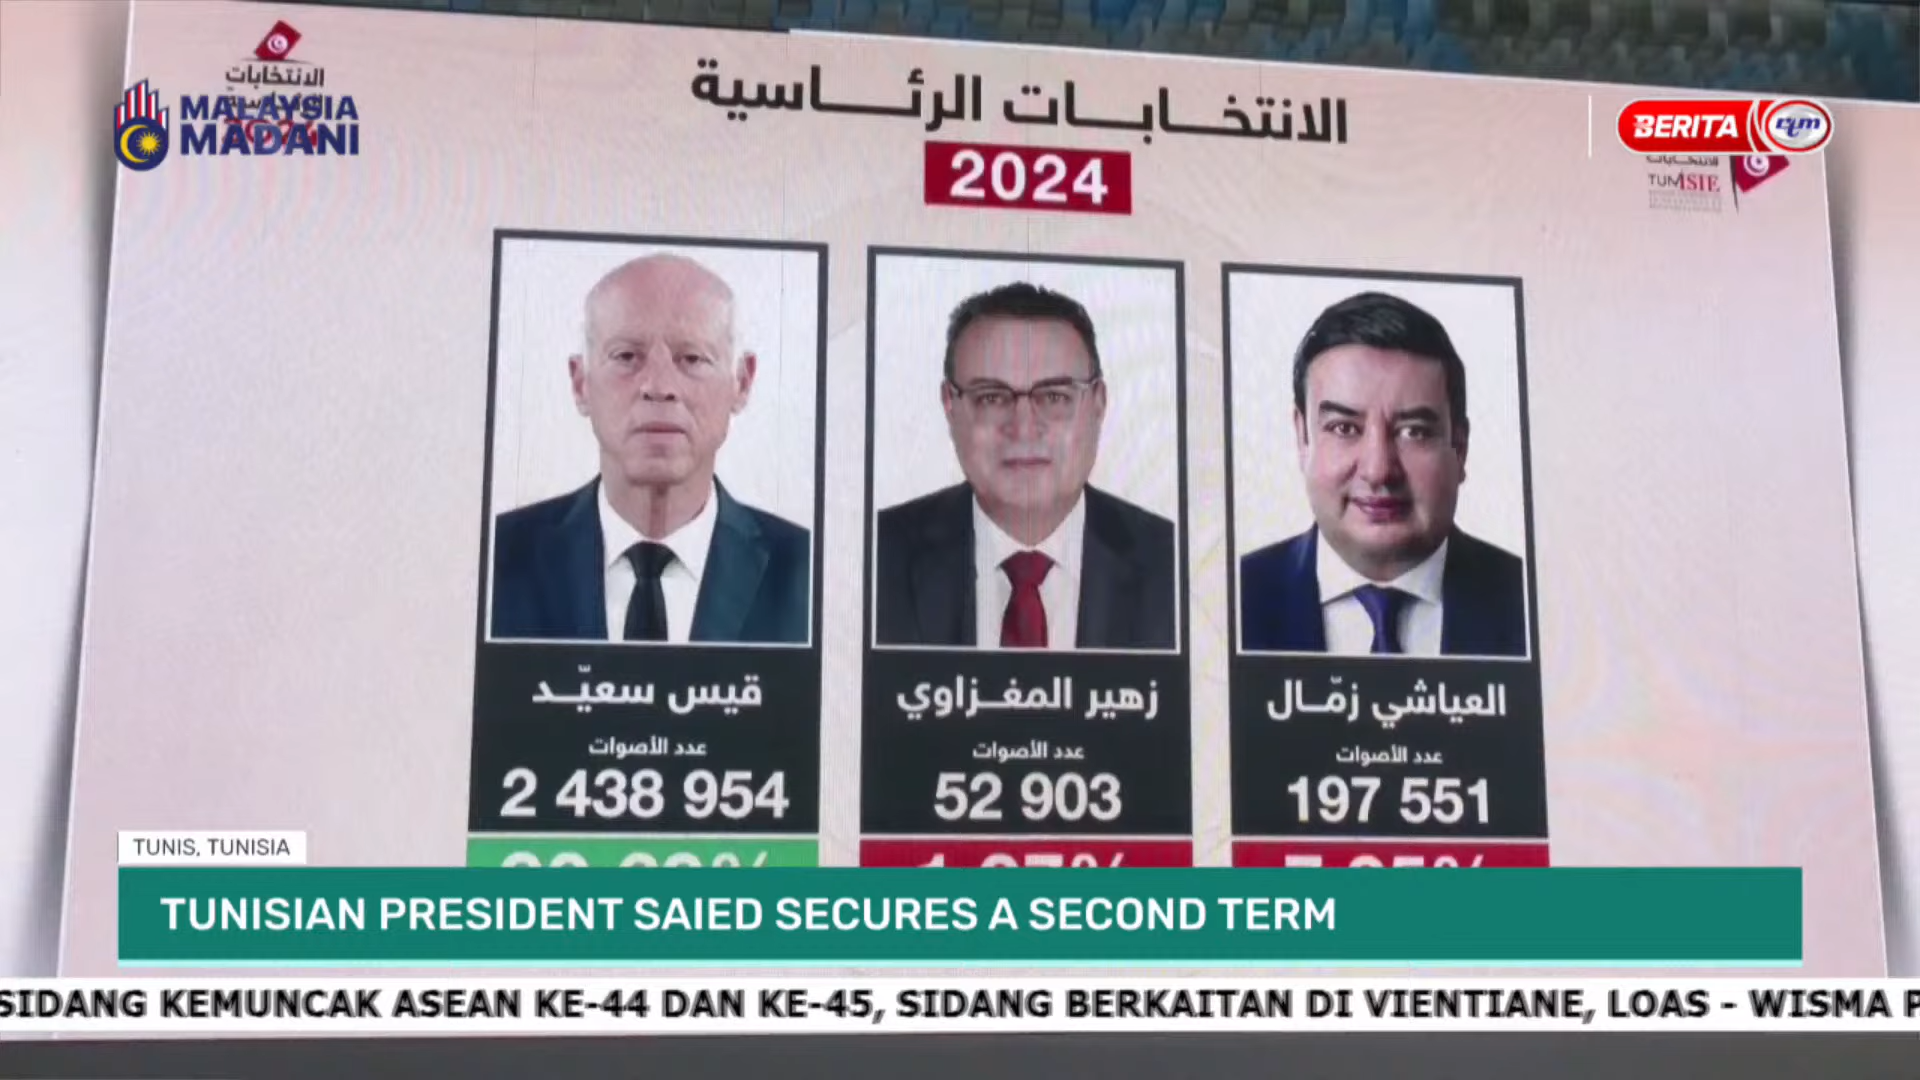 الانتخابات
MALAYSIA
MADANI
الانتخابات الرئاسية
2024
BERITA rtm
الانتخابات
TUNISIE
قيس سعيّد
عدد الأصوات
2 438 954
زهير المغزاوي
عدد الأصوات
52 903
العياشي زمّال
عدد الأصوات
197 551
TUNIS, TUNISIA
TUNISIAN PRESIDENT SAIED SECURES A SECOND TERM
SIDANG KEMUNCAK ASEAN KE-44 DAN KE-45, SIDANG BERKAITAN DI VIENTIANE, LOAS - WISMA P